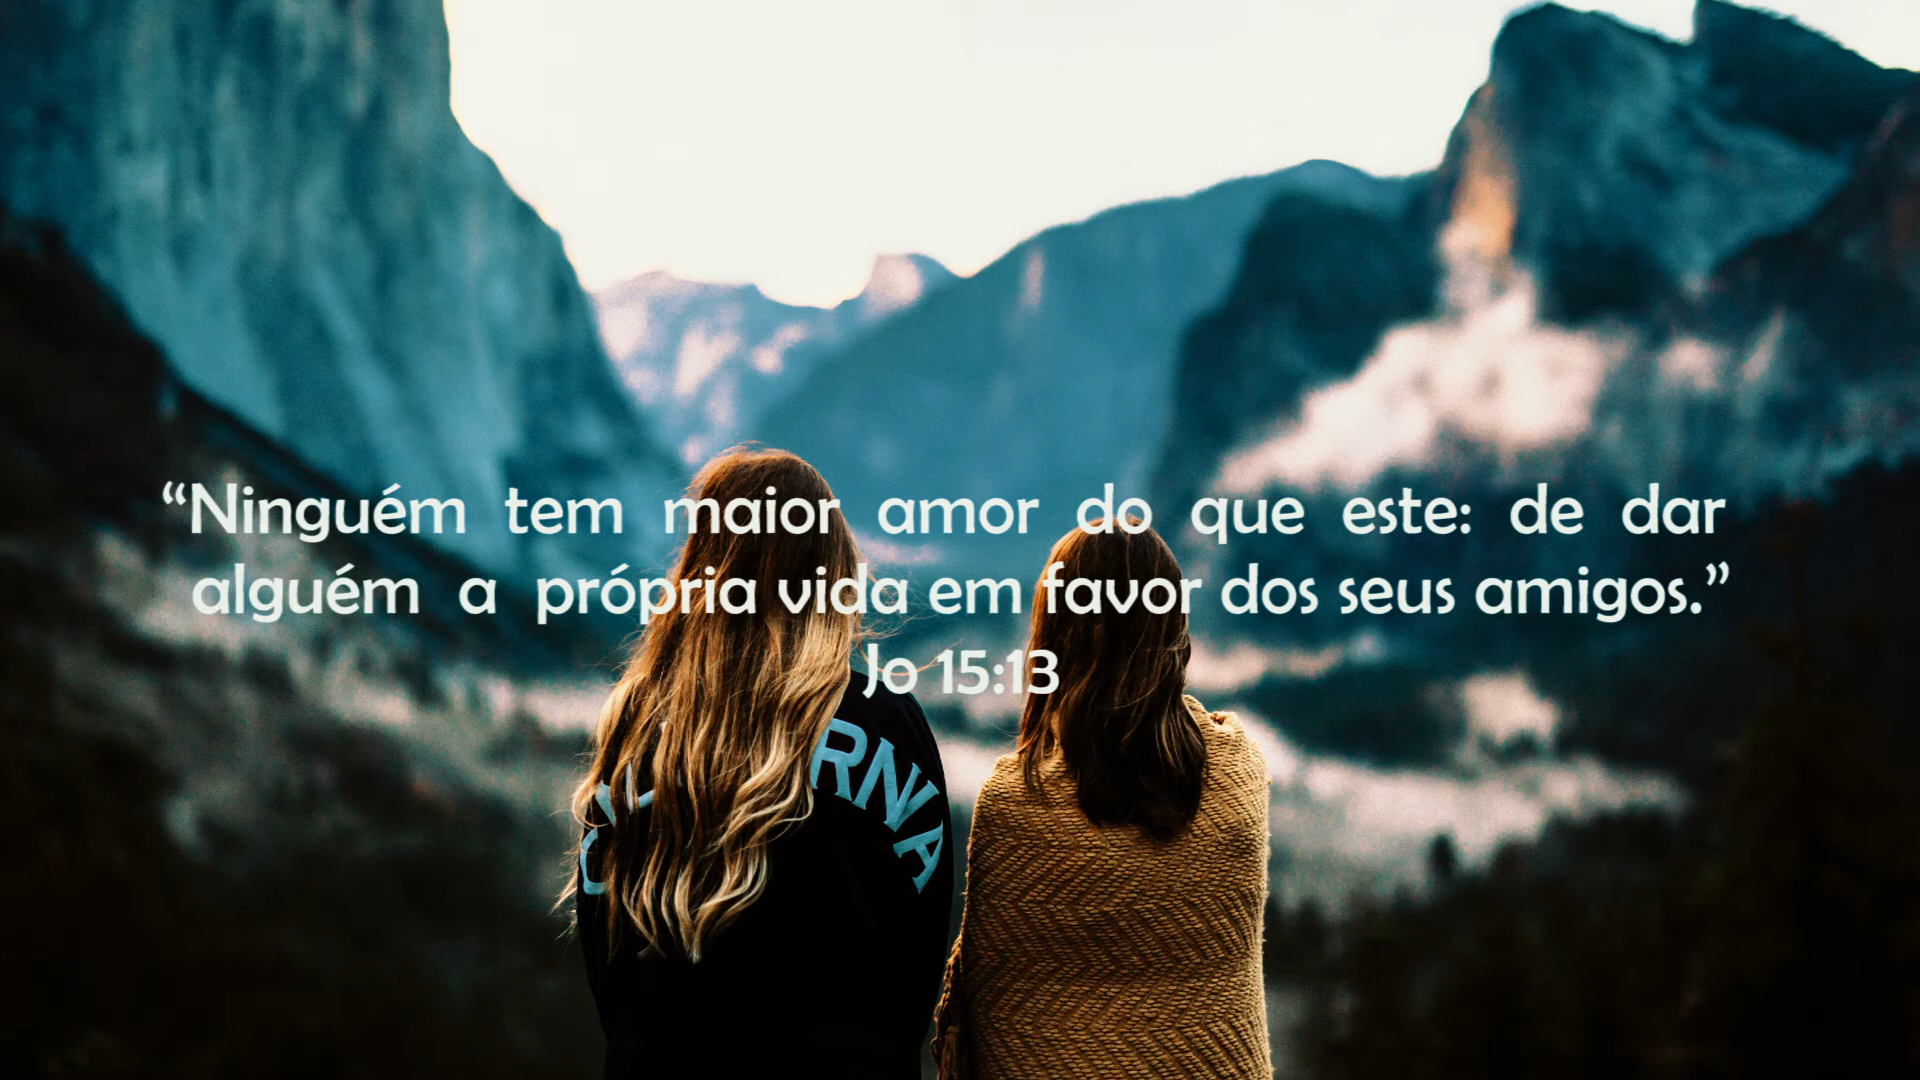 “Ninguém tem maior amor do que este: de dar
alguém a própria vida em favor dos seus amigos.”
Jo 15:13